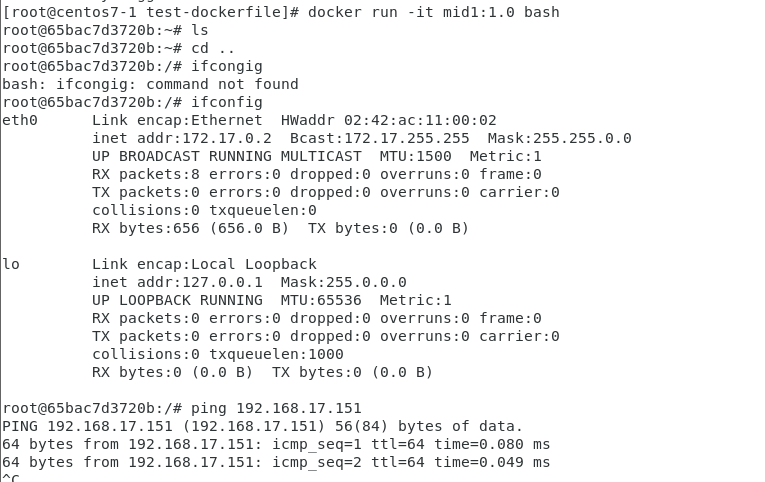 [root@centos7-1 test-dockerfile]# docker run -it mid1:1.0 bash
root@65bac7d3720b:~# ls
root@65bac7d3720b:~# cd ..
root@65bac7d3720b:/# ifcongig
bash: ifcongig: command not found
root@65bac7d3720b:/# ifconfig
eth0      Link encap:Ethernet  HWaddr 02:42:ac:11:00:02
          inet addr:172.17.0.2  Bcast:172.17.255.255  Mask:255.255.0.0
          UP BROADCAST RUNNING MULTICAST  MTU:1500  Metric:1
          RX packets:8 errors:0 dropped:0 overruns:0 frame:0
          TX packets:0 errors:0 dropped:0 overruns:0 carrier:0
          collisions:0 txqueuelen:0
          RX bytes:656 (656.0 B)  TX bytes:0 (0.0 B)

lo        Link encap:Local Loopback
          inet addr:127.0.0.1  Mask:255.0.0.0
          UP LOOPBACK RUNNING  MTU:65536  Metric:1
          RX packets:0 errors:0 dropped:0 overruns:0 frame:0
          TX packets:0 errors:0 dropped:0 overruns:0 carrier:0
          collisions:0 txqueuelen:1000
          RX bytes:0 (0.0 B)  TX bytes:0 (0.0 B)

root@65bac7d3720b:/# ping 192.168.17.151
PING 192.168.17.151 (192.168.17.151) 56(84) bytes of data.
64 bytes from 192.168.17.151: icmp_seq=1 ttl=64 time=0.080 ms
64 bytes from 192.168.17.151: icmp_seq=2 ttl=64 time=0.049 ms
^C